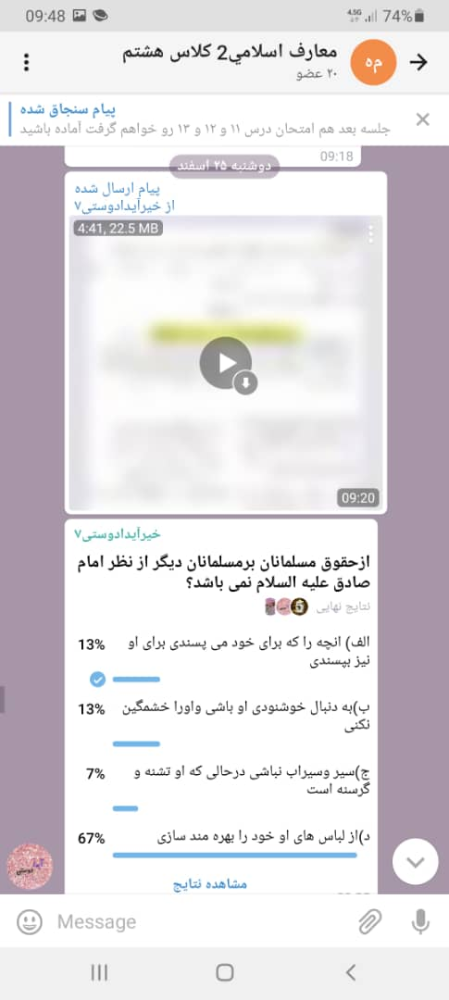 09:48
4.5G
74%
معارف اسلامي2 کلاس هشتم
۲۰ عضو
م‌ه
پیام سنجاق شده
جلسه بعد هم امتحان درس ۱۱ و ۱۲ و ۱۳ رو خواهم گرفت آماده باشید
09:18
دوشنبه ۲۵ اسفند
پیام ارسال شده
از خیرآیدادوستی۷
4:41, 22.5 MB
09:20
خیرآیدادوستی۷
ازحقوق مسلمانان برمسلمانان دیگر از نظر امام
صادق علیه السلام نمی باشد؟
نتایج نهایی
13% الف) انچه را که برای خود می پسندی برای او
نیز بپسندی
13% ب)به دنبال خوشنودی او باشی واورا خشمگین
نکنی
7% ج)سیر وسیراب نباشی درحالی که او تشنه و
گرسنه است
67% د)از لباس های او خود را بهره مند سازی
مشاهده نتایج
Message